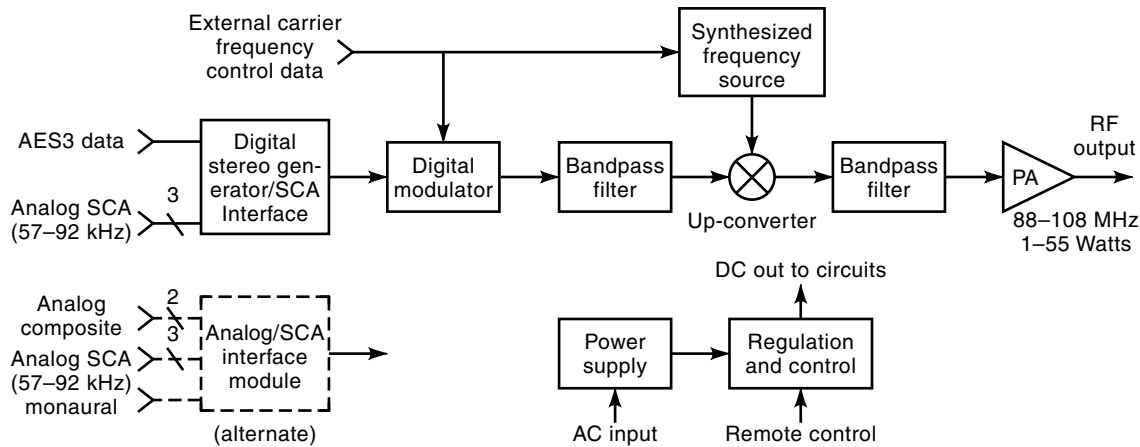 External carrier
frequency
control data
Synthesized
frequency
source
AES3 data
Digital
stereo gen-
erator/SCA
Interface
Analog SCA
(57–92 kHz)
3
Digital
modulator
Bandpass
filter
Up-converter
Bandpass
filter
PA
RF
output
88–108 MHz
1–55 Watts
Analog
composite
2
Analog SCA
(57–92 kHz)
3
monaural
Analog/SCA
interface
module
(alternate)
DC out to circuits
Power
supply
Regulation
and control
AC input
Remote control